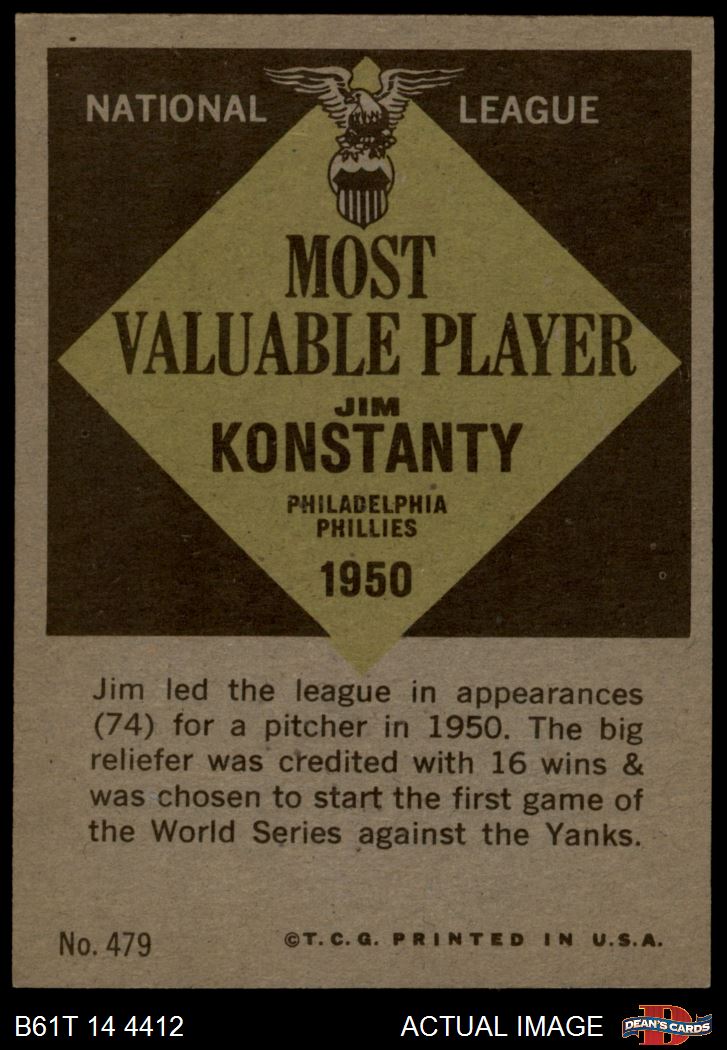 NATIONAL LEAGUE
MOST
VALUABLE PLAYER
JIM
KONSTANTY
PHILADELPHIA
PHILLIES
1950
Jim led the league in appearances
(74) for a pitcher in 1950. The big
reliefer was credited with 16 wins &
was chosen to start the first game of
the World Series against the Yanks.
No. 479 ©T.C.G. PRINTED IN U.S.A.
B61T 14 4412 ACTUAL IMAGE D DEAN'S CARDS